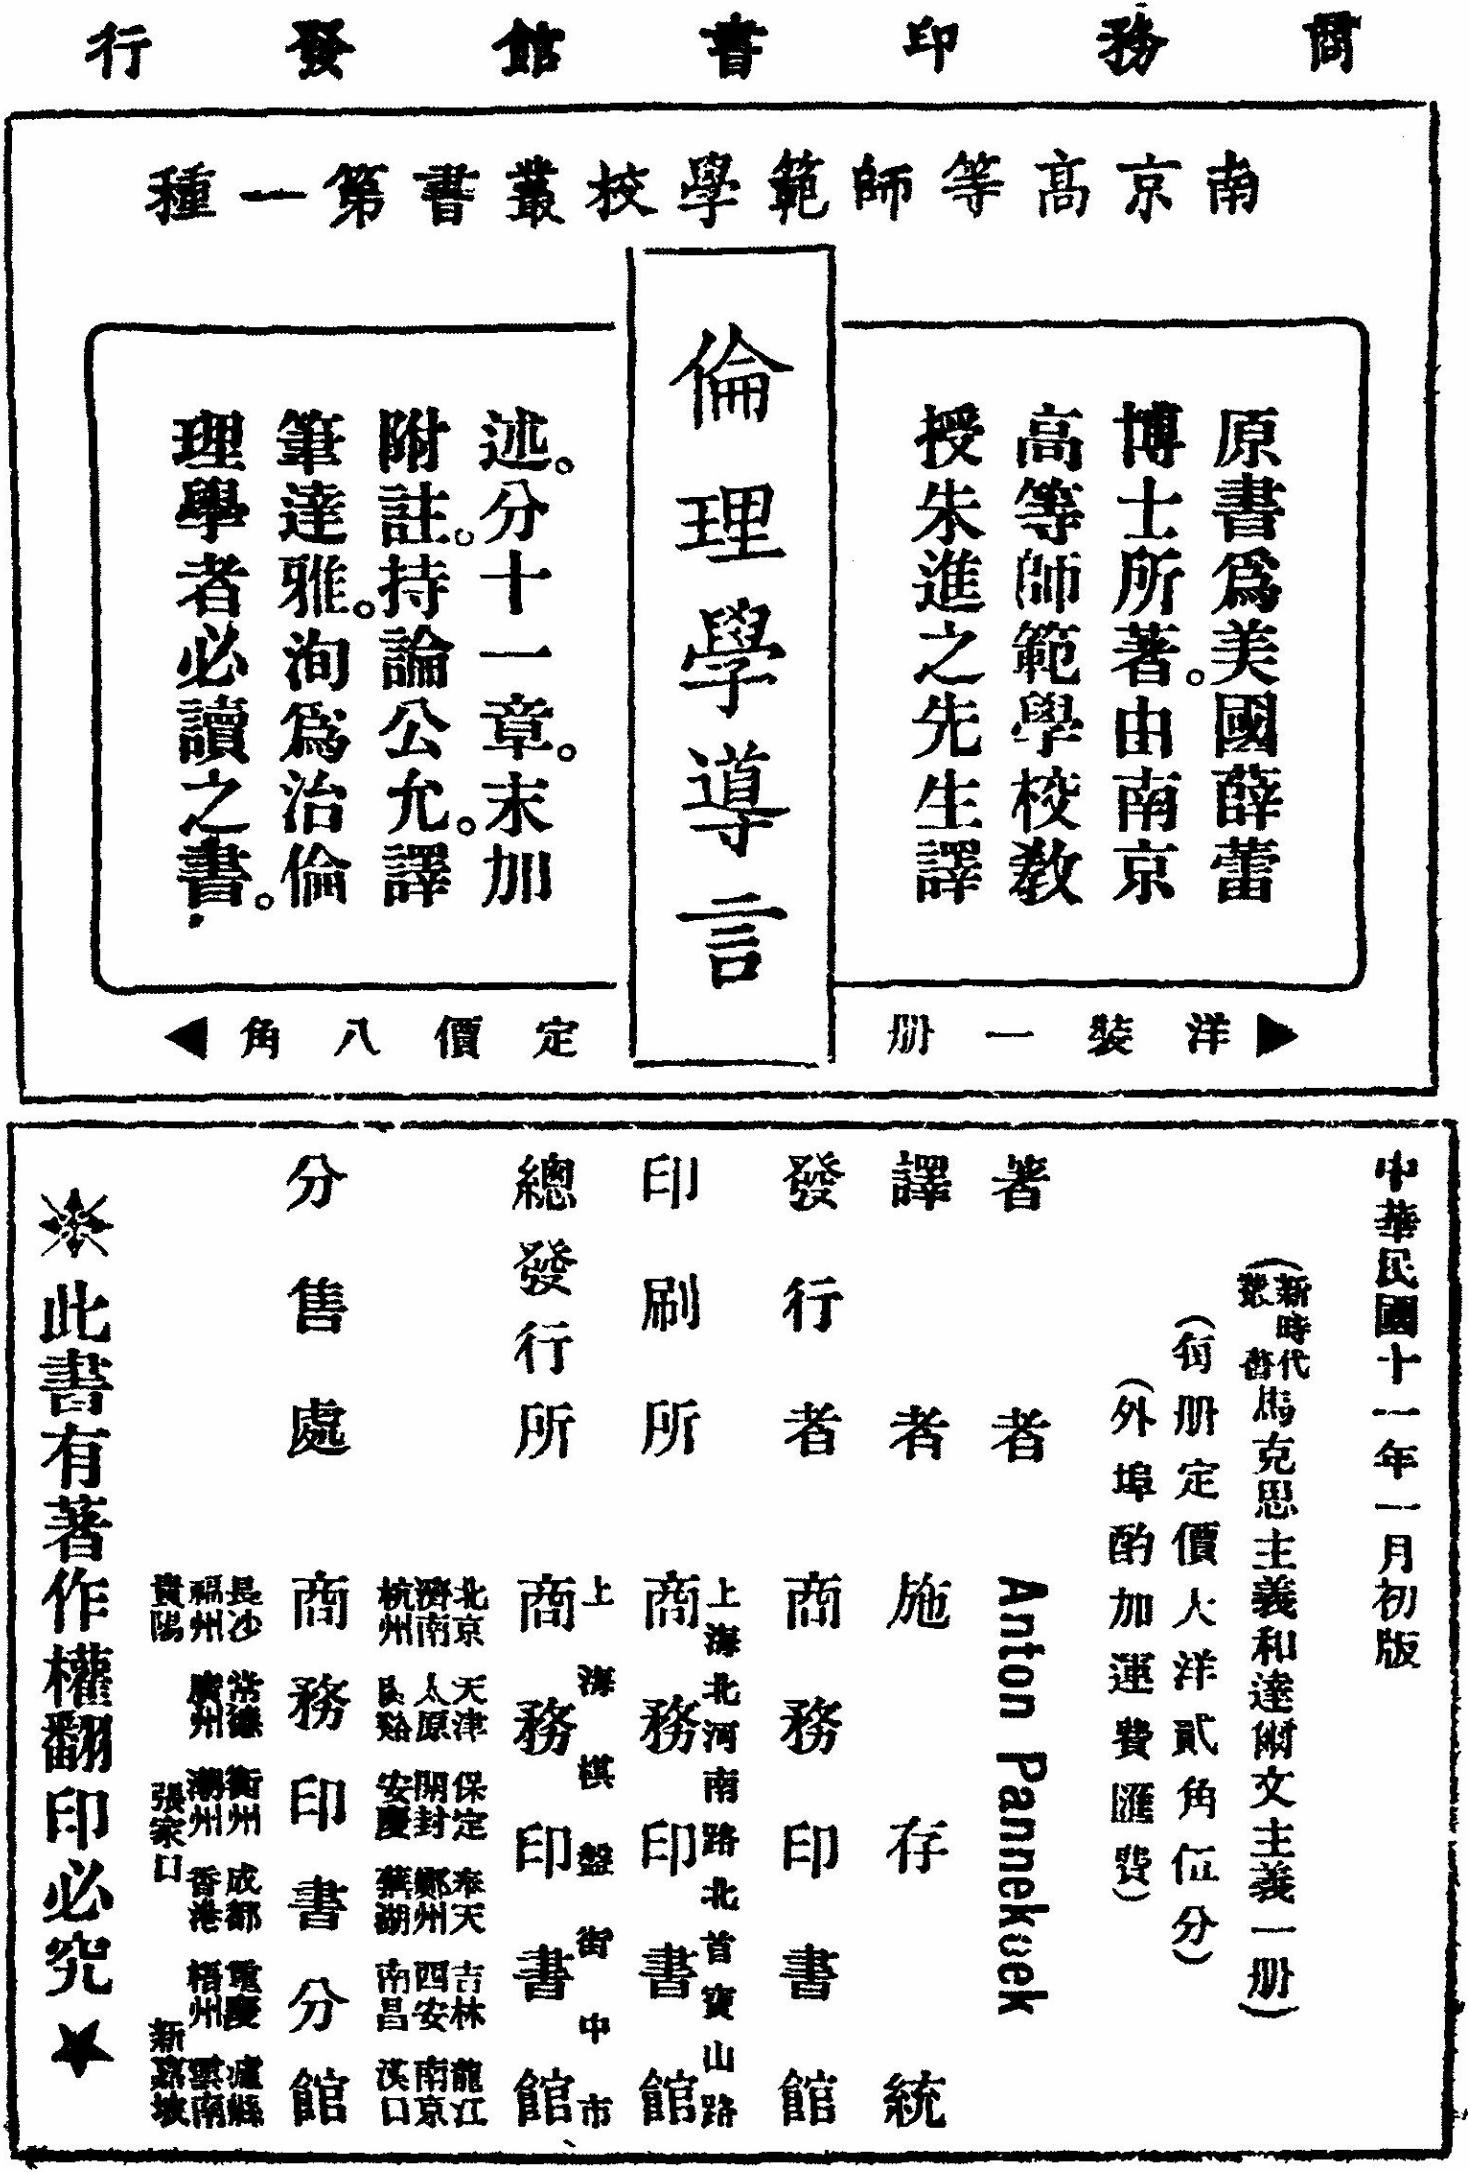 商務印書館發行
南京高等師範學校叢書第一種
倫理學導言
原書爲美國薛蕾
博士所著。由南京
高等師範學校教
授朱進之先生譯
述。分十一章。末加
附註。持論公允。譯
筆達雅。洵爲治倫
理學者必讀之書。
洋裝一册
定價八角
中華民國十一年一月初版
(新時代叢書馬克思主義和達爾文主義一册)
(每册定價大洋貳角伍分)
(外埠酌加運費匯費)
著者 Anton Pannekoek
譯者 施存統
發行者 商務印書館
印刷所 上海北河南路北首寶山路 商務印書館
總發行所 上海棋盤街中市 商務印書館
分售處 商務印書分館
北京 天津 保定 奉天 吉林 龍江
濟南 太原 開封 鄭州 西安 南京
杭州 蘭谿 安慶 蕪湖 南昌 漢口
長沙 常德 衡州 成都 重慶 瀘縣
福州 廣州 潮州 香港 梧州 雲南
貴陽 張家口 新嘉坡
此書有著作權翻印必究